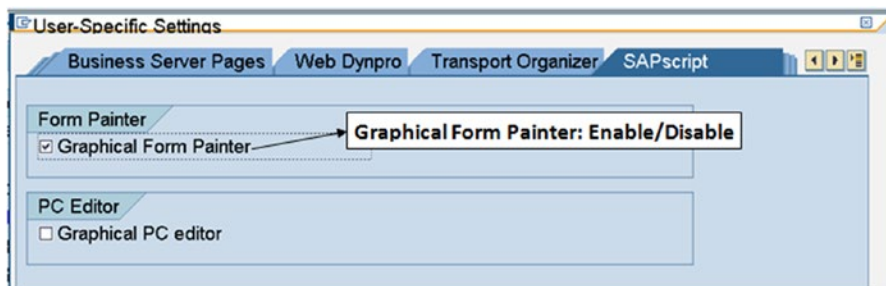 User-Specific Settings
Business Server Pages Web Dynpro Transport Organizer SAPscript
Form Painter
Graphical Form Painter
Graphical Form Painter: Enable/Disable
PC Editor
Graphical PC editor